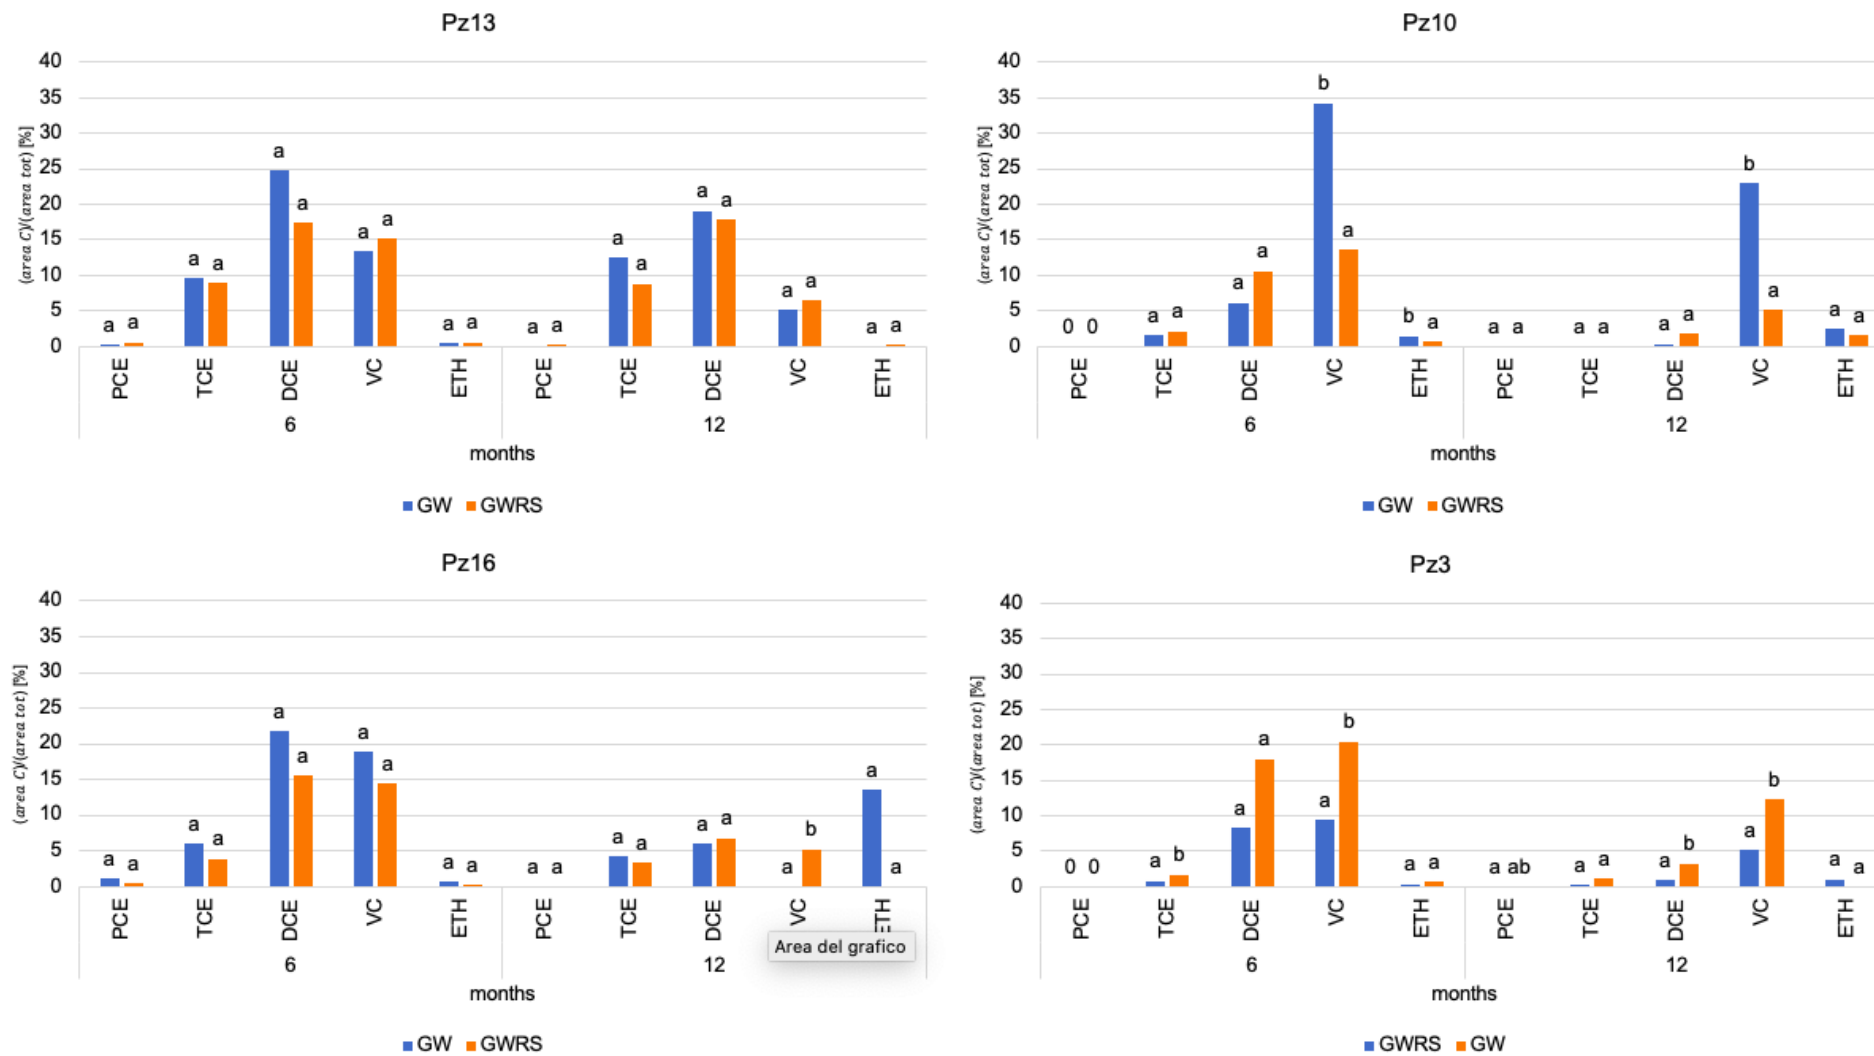 Pz13
40
35
30
25
20
15
10
5
0
(area C)/(area tot) [%]
a a a a a a a a a a a a a a a a a a a a
PCE TCE DCE VC ETH PCE TCE DCE VC ETH
6 12
months
GW GWRS
Pz10
40
35
30
25
20
15
10
5
0
(area C)/(area tot) [%]
0 0 a a a a b a b a a a a a a a b a a a
PCE TCE DCE VC ETH PCE TCE DCE VC ETH
6 12
months
GW GWRS
Pz16
40
35
30
25
20
15
10
5
0
(area C)/(area tot) [%]
a a a a a a a a a a a a a a a a a b a a
PCE TCE DCE VC ETH PCE TCE DCE VC ETH
Area del grafico
6 12
months
GW GWRS
Pz3
40
35
30
25
20
15
10
5
0
(area C)/(area tot) [%]
0 0 a b a a a b a a a ab a a a b a b a a
PCE TCE DCE VC ETH PCE TCE DCE VC ETH
6 12
months
GWRS GW